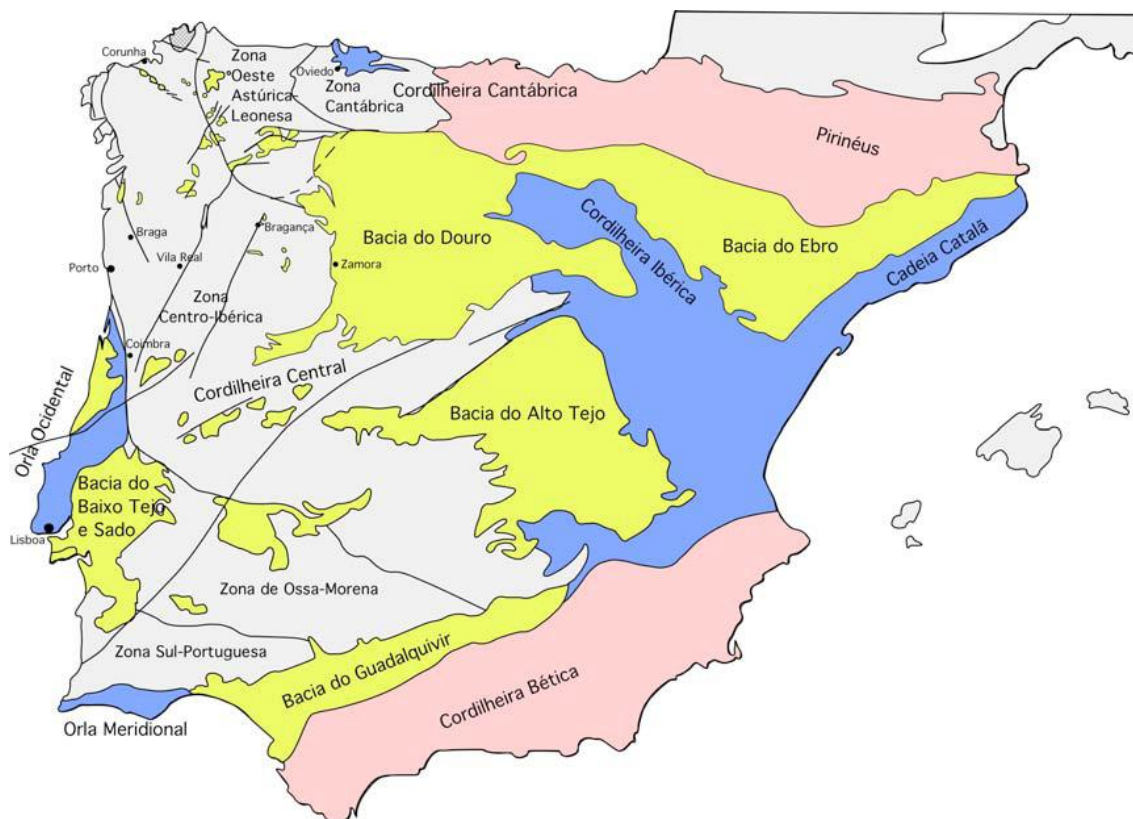 Corunha
Zona
Oeste
Astúrica-
Leonesa
Oviedo
Zona
Cantábrica
Cordilheira Cantábrica
Pirinéus
Braga
Bragança
Porto
Vila Real
Zamora
Bacia do Douro
Cordilheira Ibérica
Bacia do Ebro
Cadeia Catalã
Zona
Centro-Ibérica
Coimbra
Orla Ocidental
Cordilheira Central
Bacia do Alto Tejo
Bacia do
Baixo Tejo
e Sado
Lisboa
Zona de Ossa-Morena
Zona Sul-Portuguesa
Bacia do Guadalquivir
Cordilheira Bética
Orla Meridional